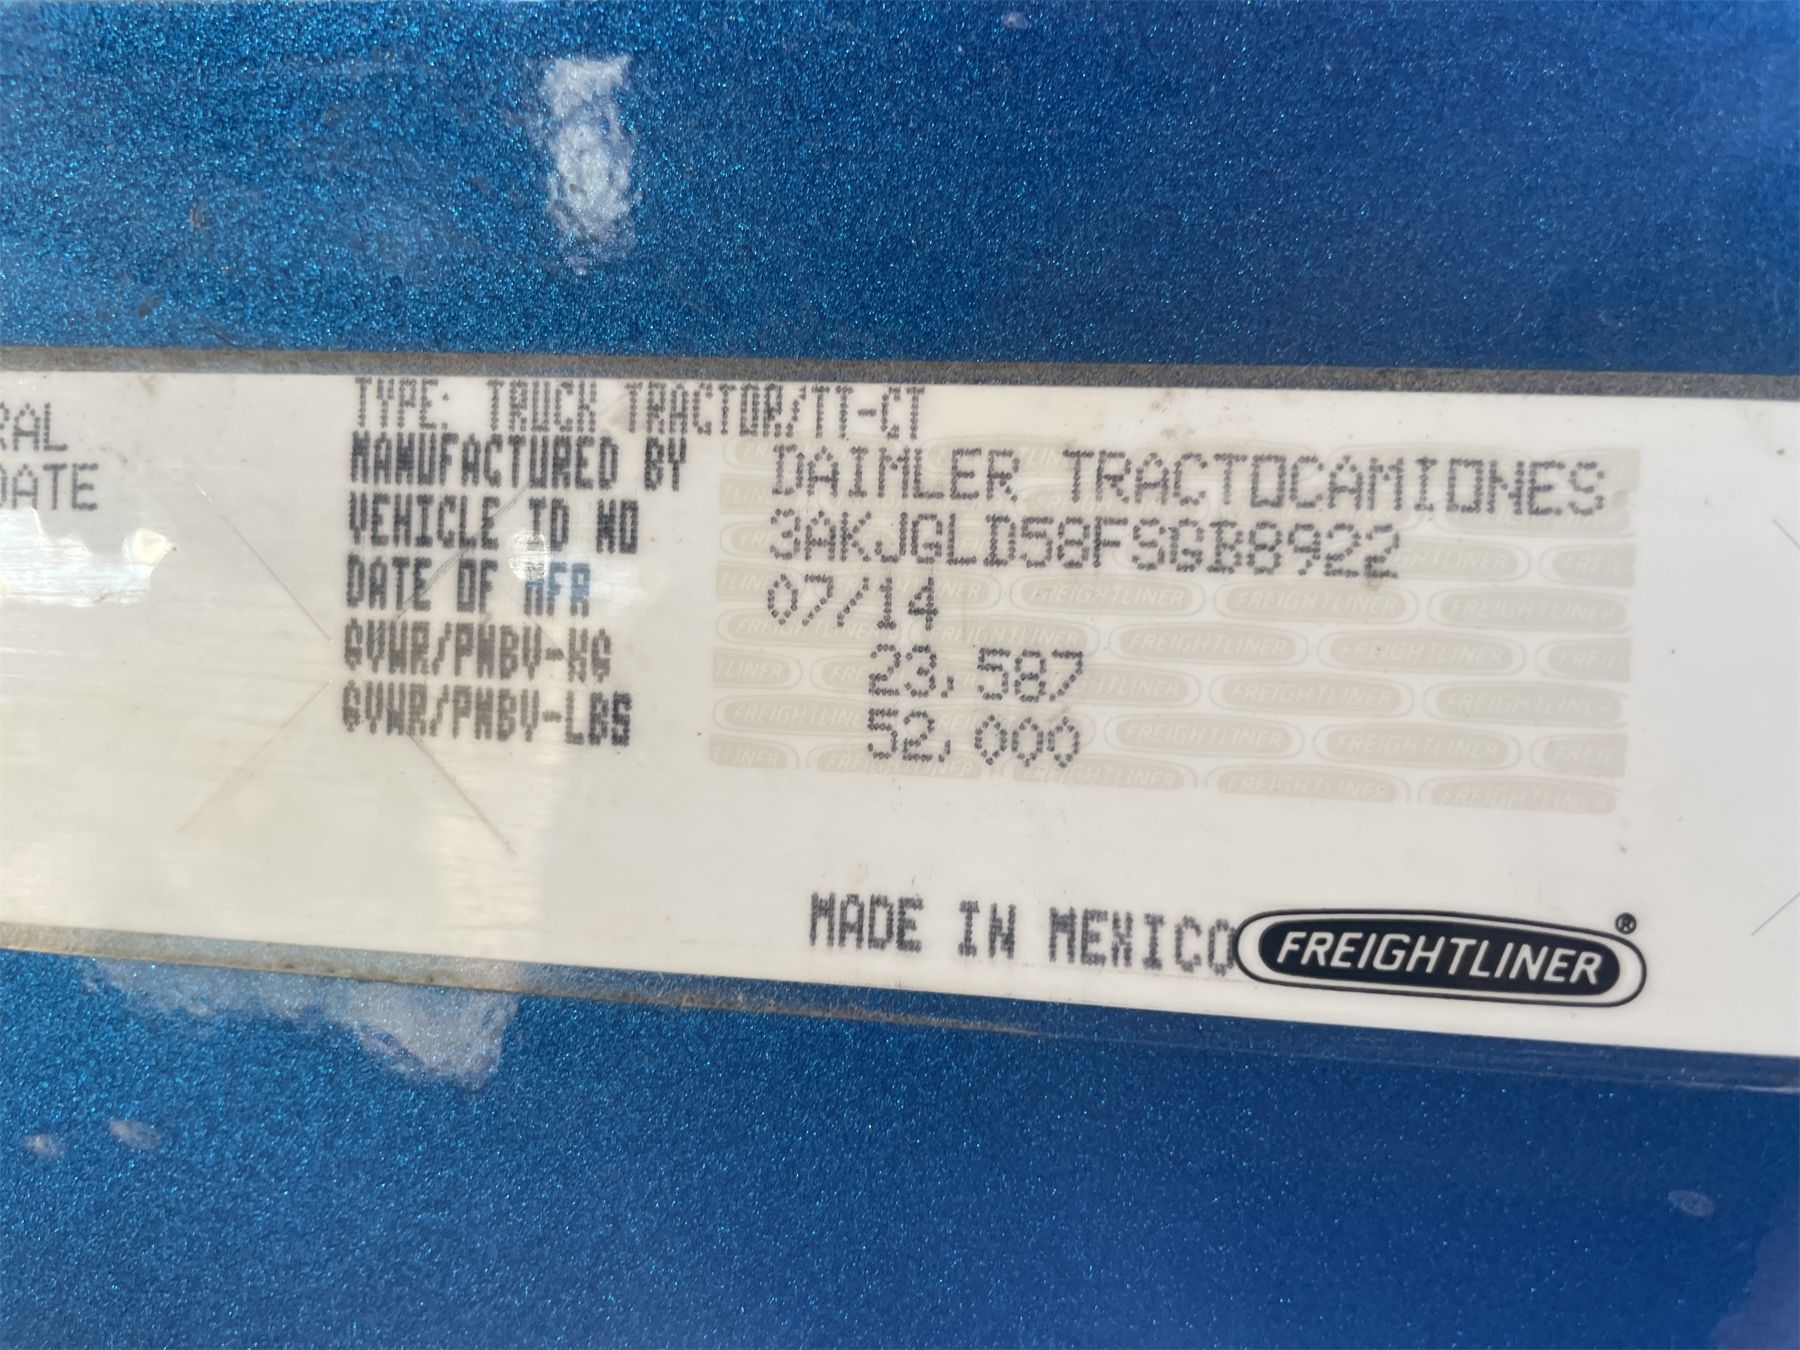 RAL
DATE
TYPE: TRUCK TRACTOR/TT-CT
MANUFACTURED BY DAIMLER TRACTOCAMIONES
VEHICLE ID NO 3AKJGLD58FSGB8922
DATE OF MFR 07/14
GVWR/PNBV-KG 23,587
GVWR/PNBV-LBS 52,000
MADE IN MEXICO FREIGHTLINER®